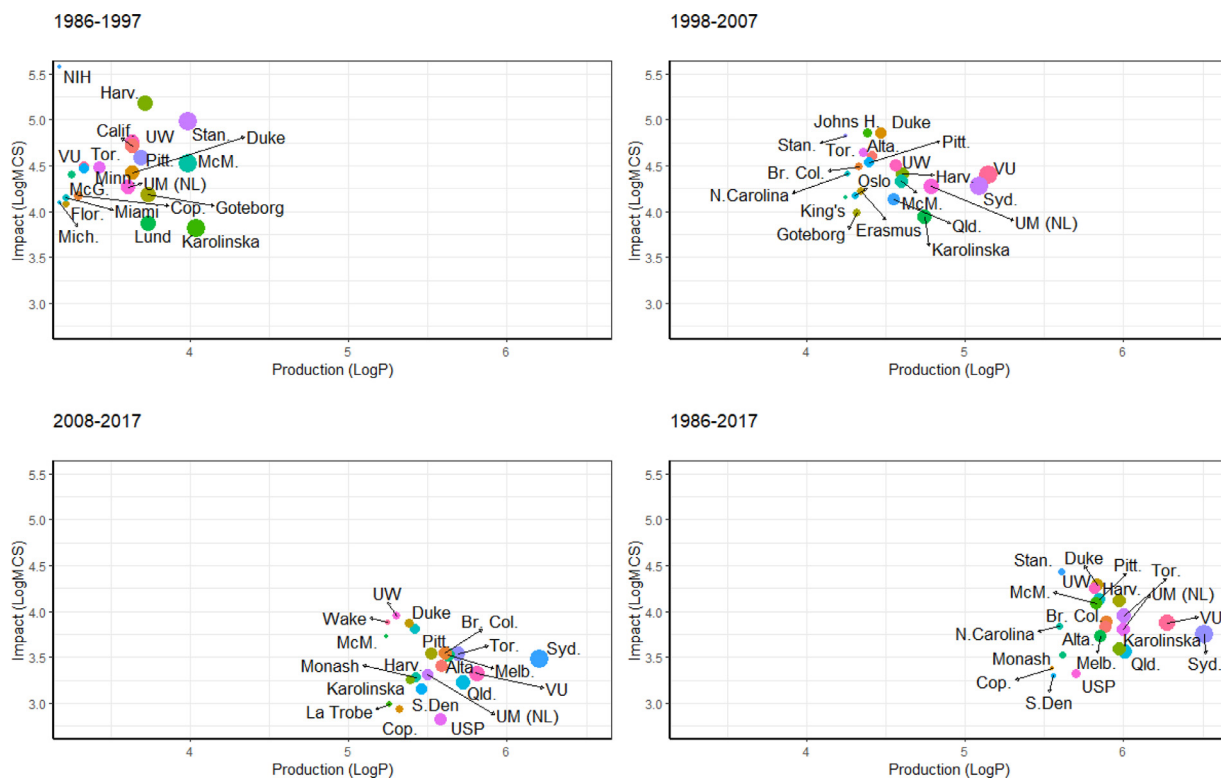 1986-1997
5.5
5.0
4.5
4.0
3.5
3.0
Impact (LogMCS)
NIH
Harv.
Calif.
UW
Stan.
Duke
VU
Tor.
Pitt.
McM.
Minn.
McG.
UM (NL)
Flor.
Miami
Cop.
Goteborg
Mich.
Lund
Karolinska
4
5
6
Production (LogP)
1998-2007
5.5
5.0
4.5
4.0
3.5
3.0
Impact (LogMCS)
Johns H.
Duke
Stan.
Tor.
Alta.
Pitt.
Br. Col.
UW
VU
N.Carolina
Oslo
Harv.
Syd.
King's
McM.
Goteborg
Erasmus
Qld.
UM (NL)
Karolinska
4
5
6
Production (LogP)
2008-2017
5.5
5.0
4.5
4.0
3.5
3.0
Impact (LogMCS)
UW
Wake
Duke
Br. Col.
McM.
Pitt.
Tor.
Syd.
Monash
Harv.
Alta.
Melb.
Karolinska
Qld.
VU
La Trobe
S.Den
UM (NL)
Cop.
USP
4
5
6
Production (LogP)
1986-2017
5.5
5.0
4.5
4.0
3.5
3.0
Impact (LogMCS)
Stan.
Duke
Pitt.
Tor.
UW
McM.
Harv.
UM (NL)
Br. Col.
VU
N.Carolina
Alta.
Karolinska
Monash
Melb.
Qld.
Syd.
Cop.
USP
S.Den
4
5
6
Production (LogP)